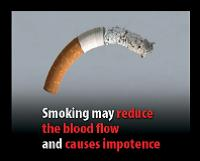 Smoking may reduce
the blood flow
and causes impotence